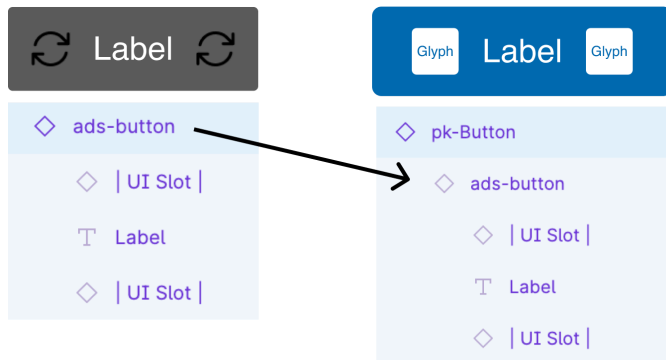 Label
ads-button
| UI Slot |
Label
| UI Slot |
Glyph Label Glyph
pk-Button
ads-button
| UI Slot |
Label
| UI Slot |